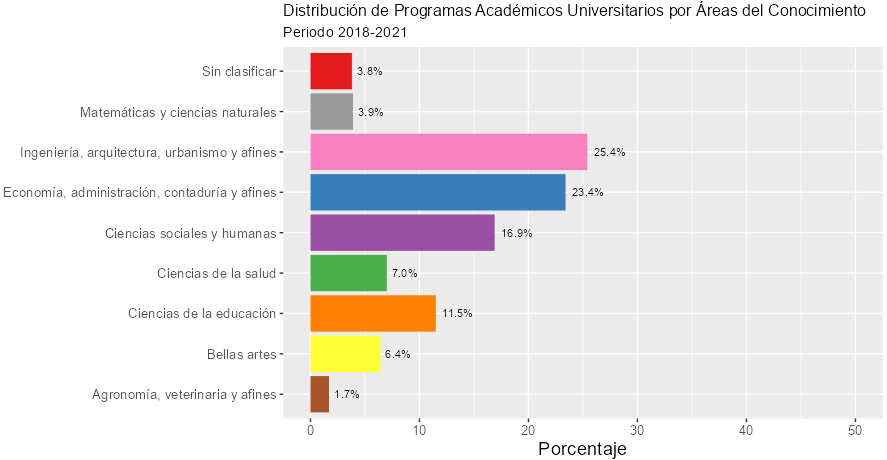 Distribución de Programas Académicos Universitarios por Áreas del Conocimiento
Periodo 2018-2021
Sin clasificar 3.8%
Matemáticas y ciencias naturales 3.9%
Ingeniería, arquitectura, urbanismo y afines 25.4%
Economía, administración, contaduría y afines 23.4%
Ciencias sociales y humanas 16.9%
Ciencias de la salud 7.0%
Ciencias de la educación 11.5%
Bellas artes 6.4%
Agronomía, veterinaria y afines 1.7%
0 10 20 30 40 50
Porcentaje